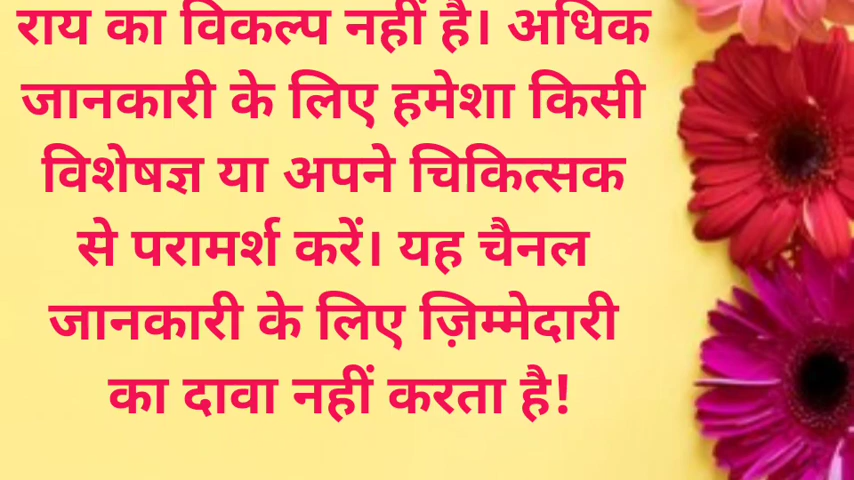 राय का विकल्प नहीं है। अधिक
जानकारी के लिए हमेशा किसी
विशेषज्ञ या अपने चिकित्सक
से परामर्श करें। यह चैनल
जानकारी के लिए ज़िम्मेदारी
का दावा नहीं करता है!